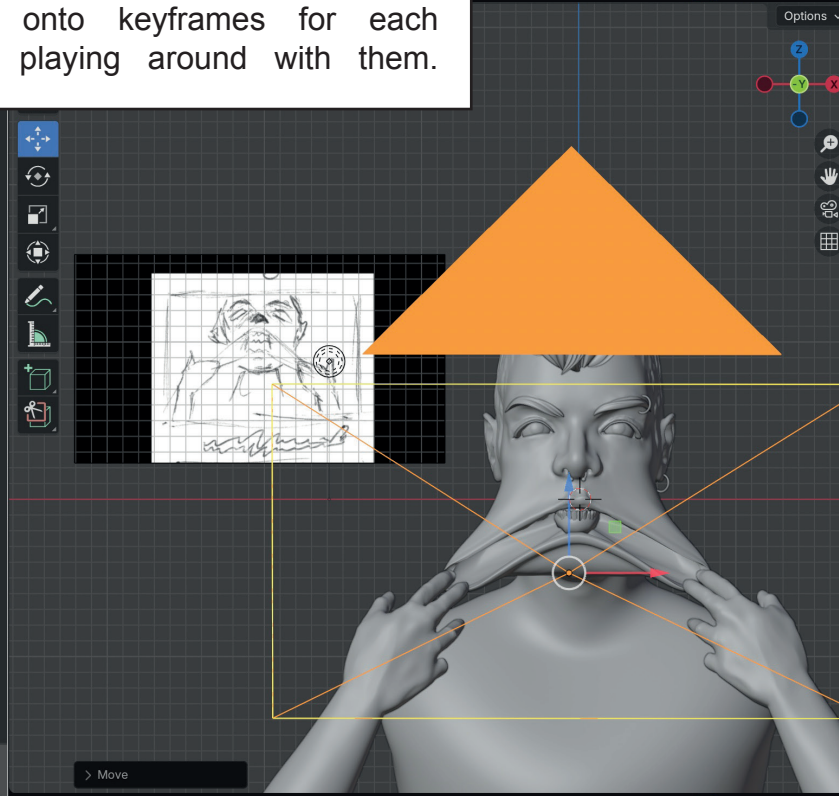 onto keyframes for each
playing around with them.
Options
Z
-Y
X
> Move